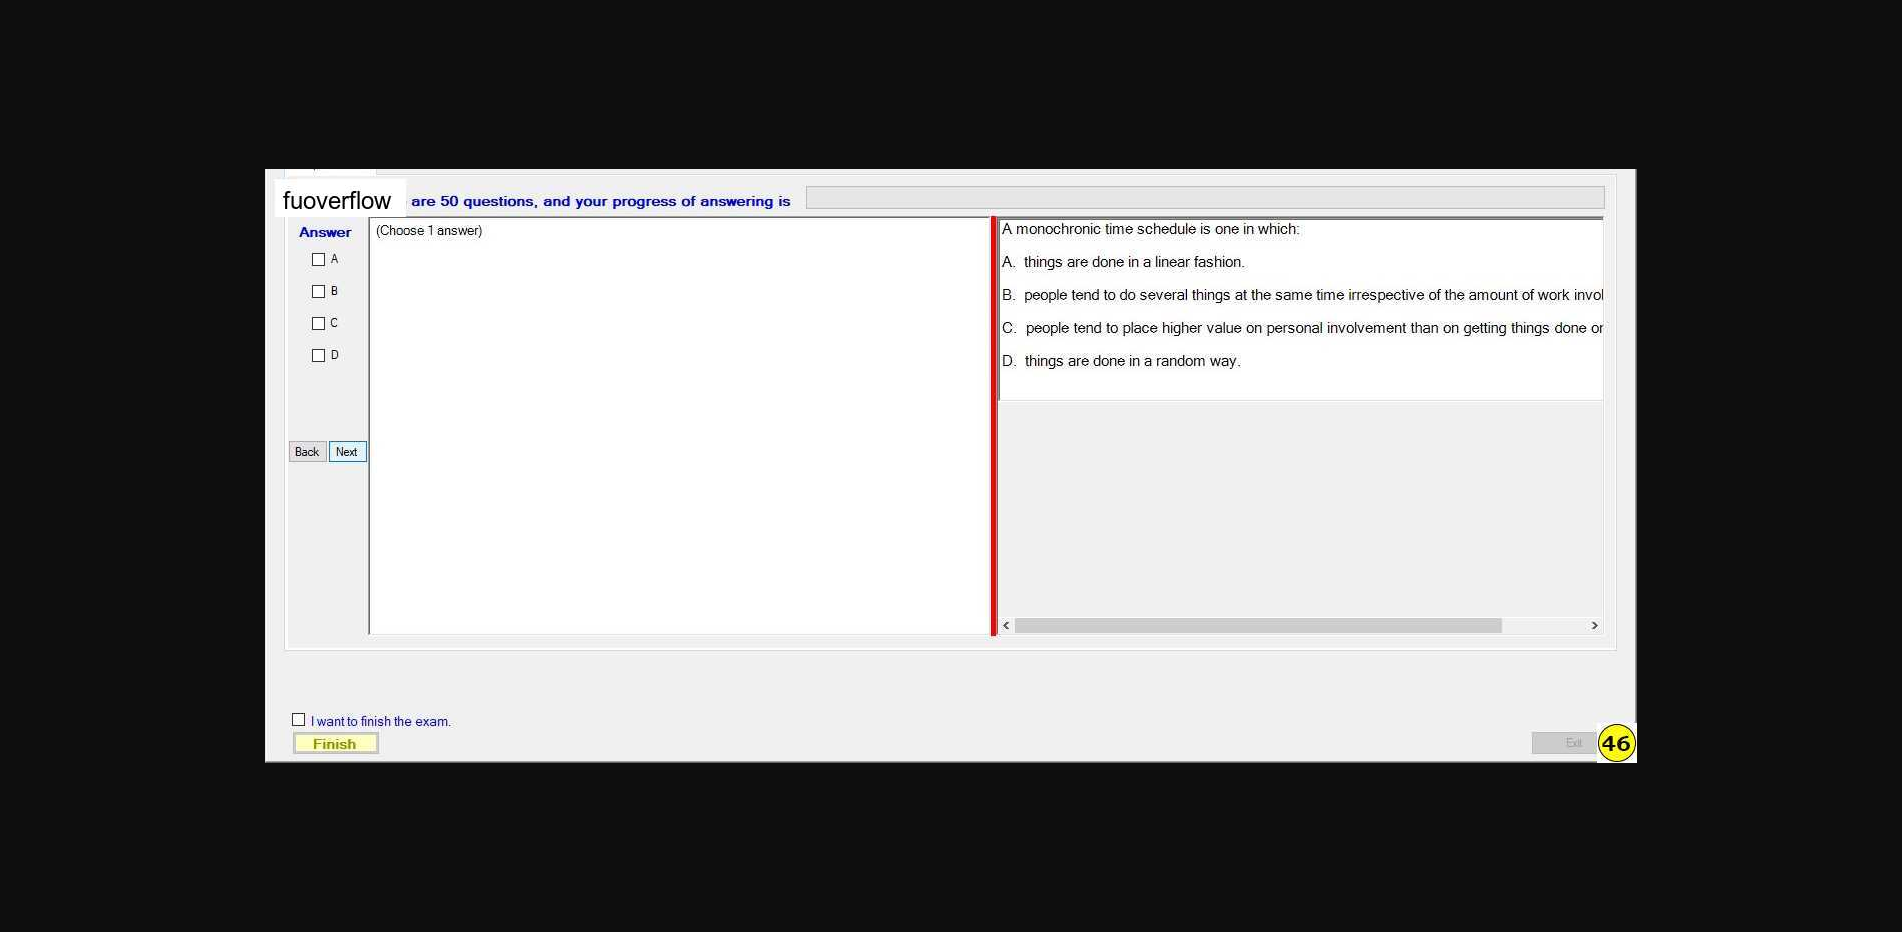 fuoverflow are 50 questions, and your progress of answering is
Answer
(Choose 1 answer)
A
B
C
D
Back Next
A monochronic time schedule is one in which:
A. things are done in a linear fashion.
B. people tend to do several things at the same time irrespective of the amount of work
C. people tend to place higher value on personal involvement than on getting things done
D. things are done in a random way.
I want to finish the exam.
Finish
Exit
46